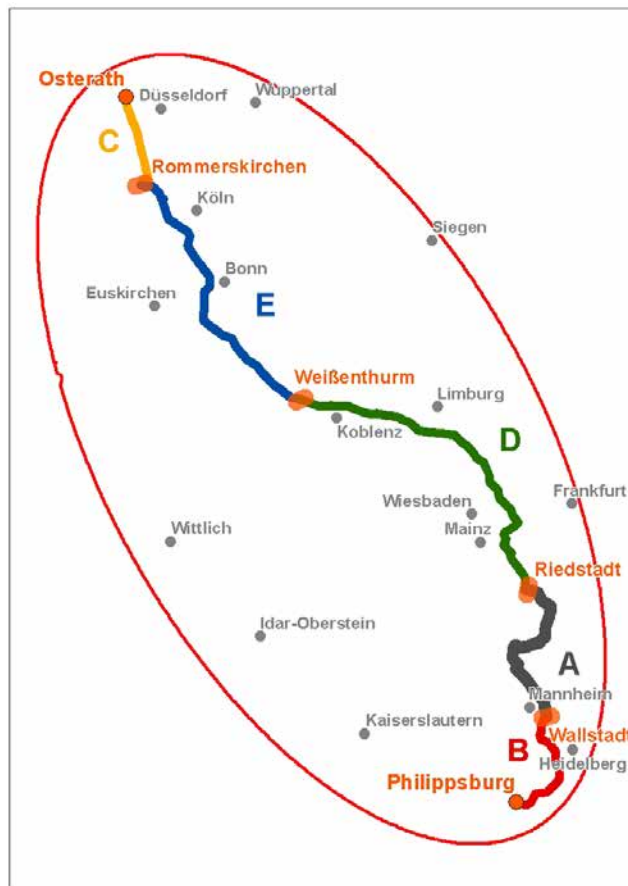 Osterath
Wuppertal
Düsseldorf
C
Rommerskirchen
Köln
Siegen
Bonn
Euskirchen
E
Weißenthurm
Limburg
Koblenz
D
Frankfurt
Wiesbaden
Mainz
Wittlich
Riedstadt
Idar-Oberstein
A
Mannheim
Kaiserslautern
Wallstadt
B
Heidelberg
Philippsburg